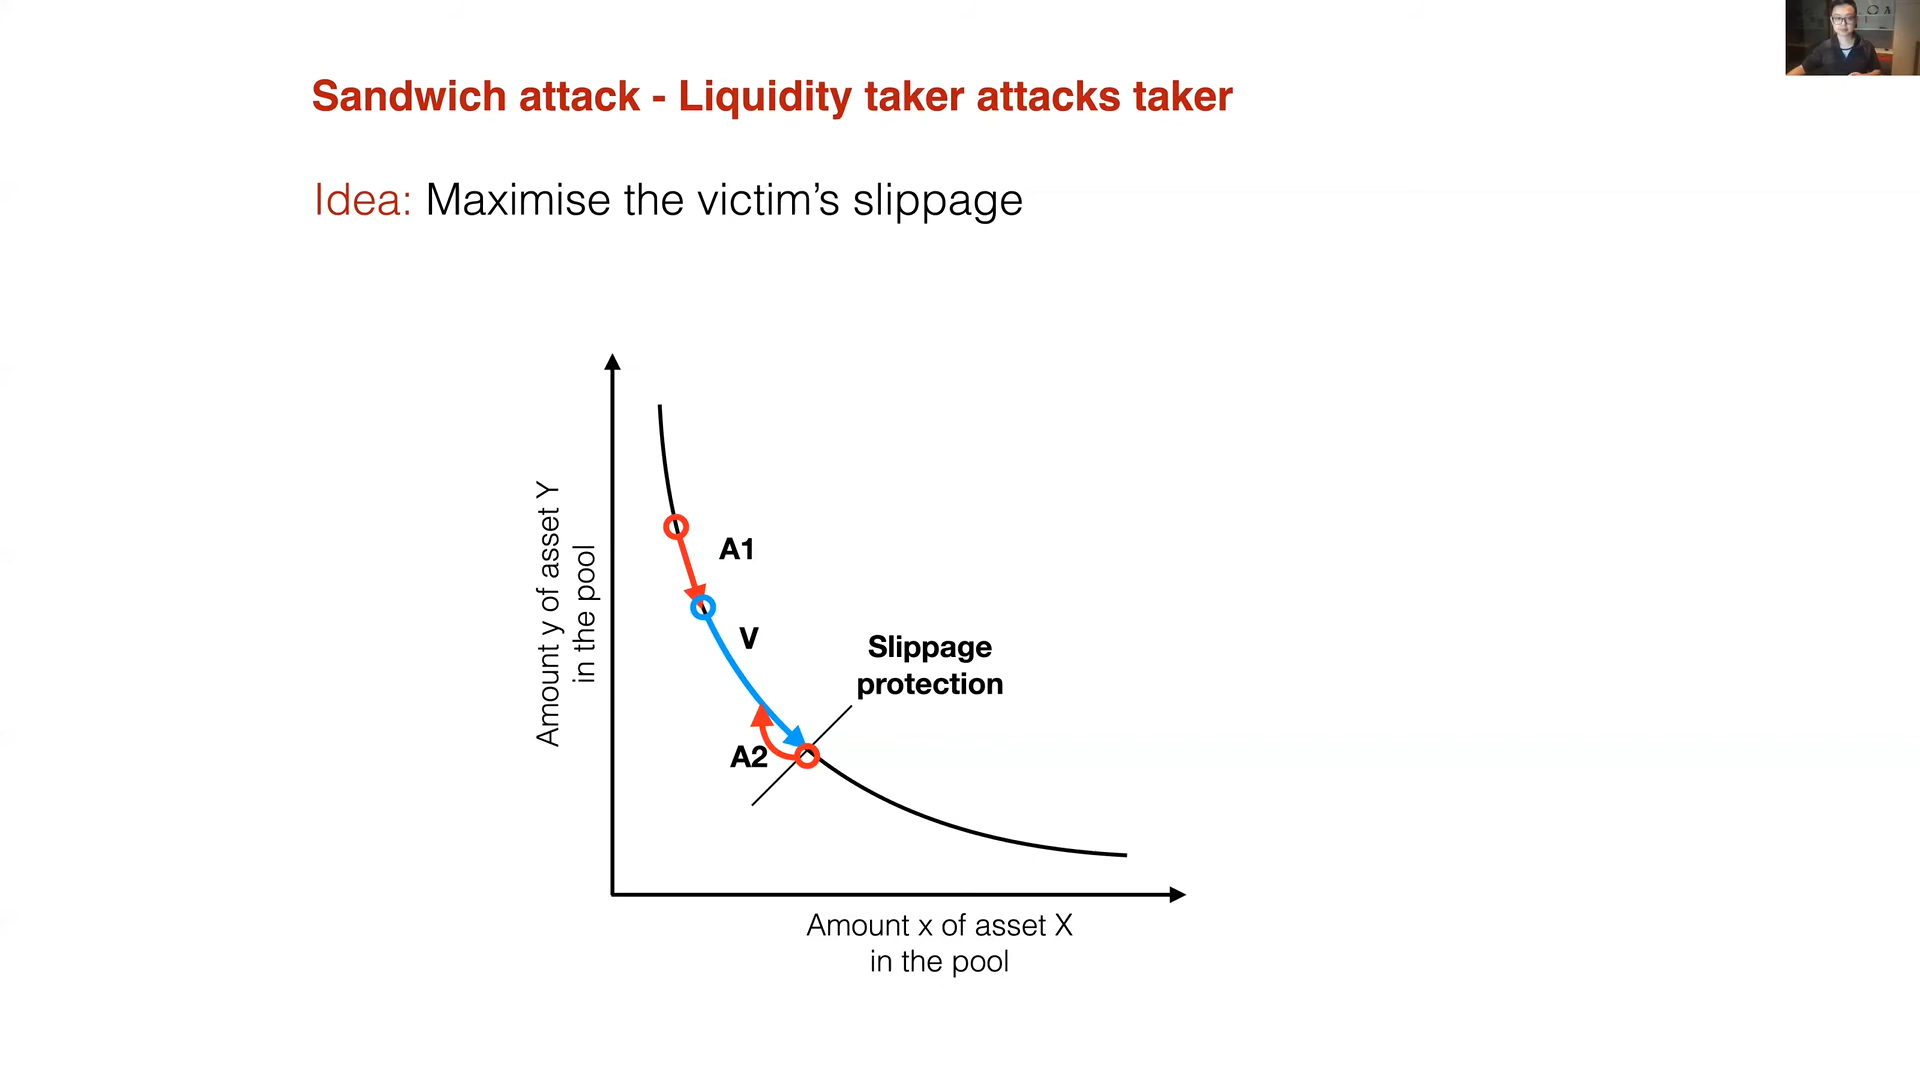 Sandwich attack - Liquidity taker attacks taker
Idea: Maximise the victim’s slippage
Amount y of asset Y
in the pool
A1
V
Slippage
protection
A2
Amount x of asset X
in the pool